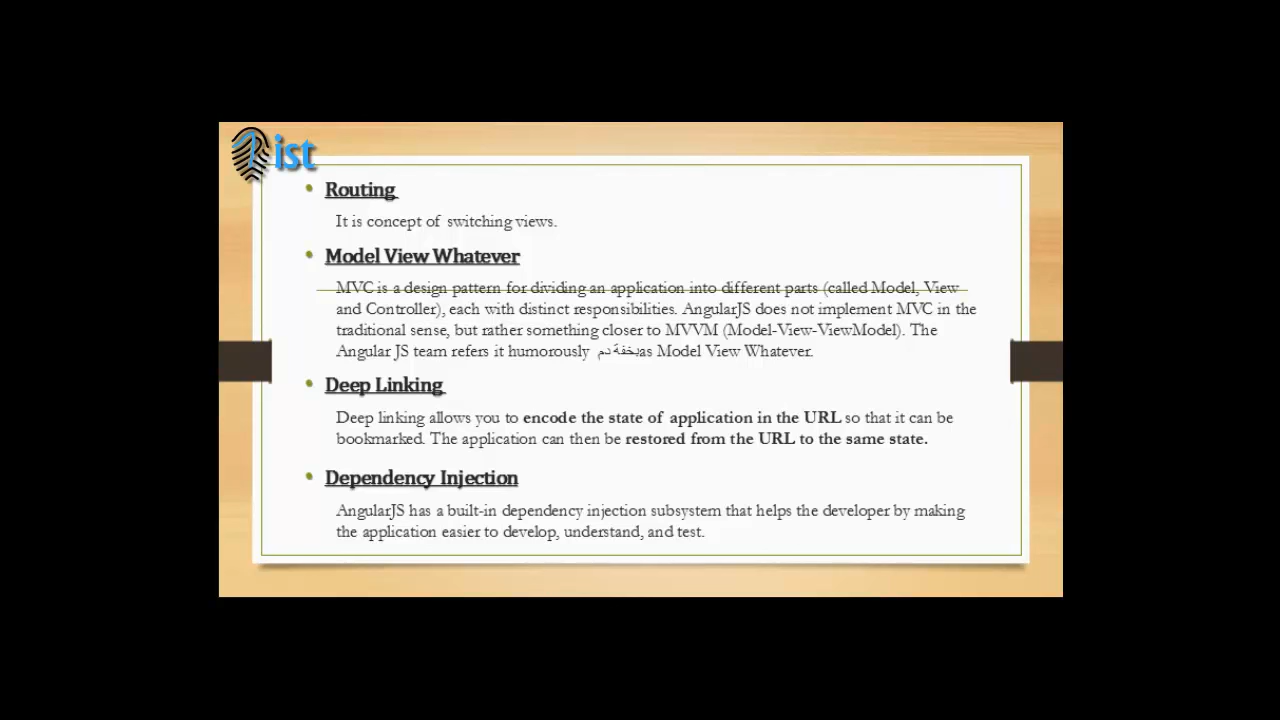 ist
• Routing
It is concept of switching views.
• Model View Whatever
MVC is a design pattern for dividing an application into different parts (called Model, View
and Controller), each with distinct responsibilities. AngularJS does not implement MVC in the
traditional sense, but rather something closer to MVVM (Model-View-ViewModel). The
Angular JS team refers it humorously بخفة دم as Model View Whatever.
• Deep Linking
Deep linking allows you to encode the state of application in the URL so that it can be
bookmarked. The application can then be restored from the URL to the same state.
• Dependency Injection
AngularJS has a built-in dependency injection subsystem that helps the developer by making
the application easier to develop, understand, and test.